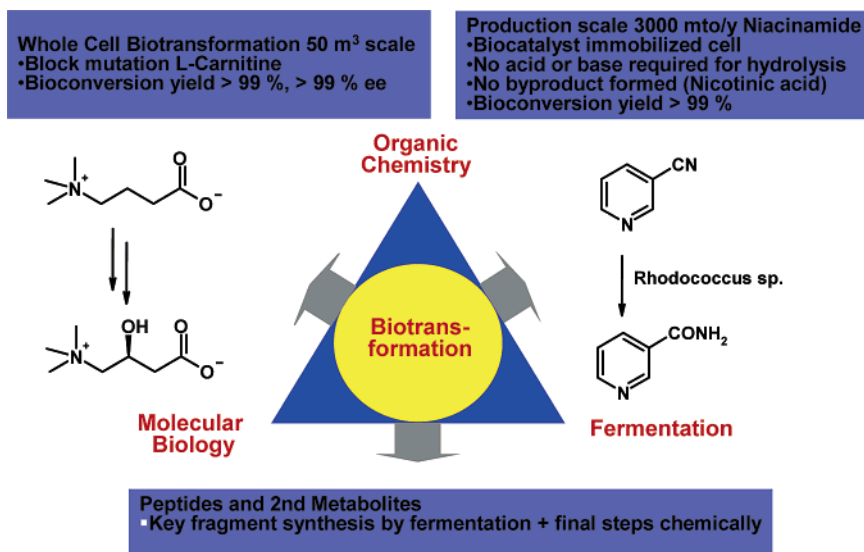 Whole Cell Biotransformation 50 m³ scale
•Block mutation L-Carnitine
•Bioconversion yield > 99 %, > 99 % ee
Production scale 3000 mto/y Niacinamide
•Biocatalyst immobilized cell
•No acid or base required for hydrolysis
•No byproduct formed (Nicotinic acid)
•Bioconversion yield > 99 %
Organic
Chemistry
N⁺
O
O⁻
CN
N
Rhodococcus sp.
Biotrans-
formation
OH
N⁺
O
O⁻
CONH₂
N
Molecular
Biology
Fermentation
Peptides and 2nd Metabolites
▪Key fragment synthesis by fermentation + final steps chemically